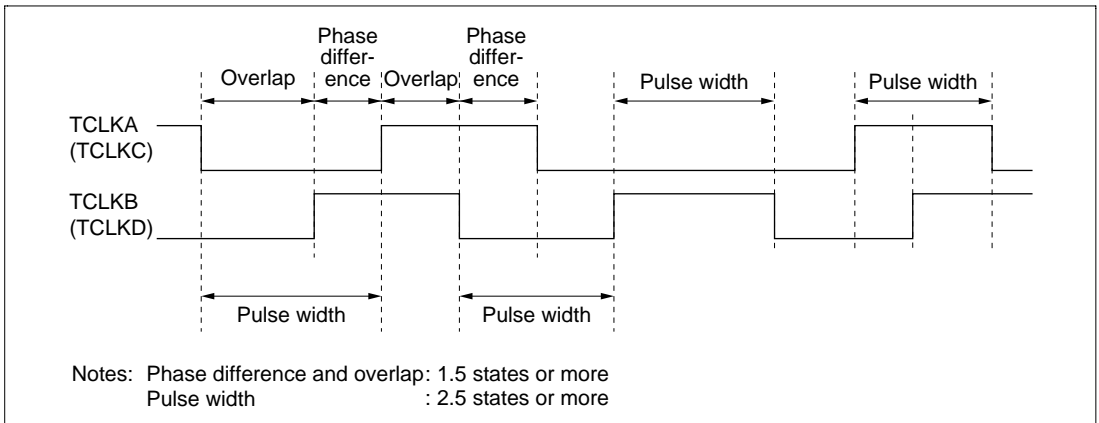 Phase
differ-
ence
Phase
differ-
ence
Overlap
Overlap
Pulse width
Pulse width
TCLKA
(TCLKC)
TCLKB
(TCLKD)
Pulse width
Pulse width
Notes: Phase difference and overlap : 1.5 states or more
Pulse width : 2.5 states or more